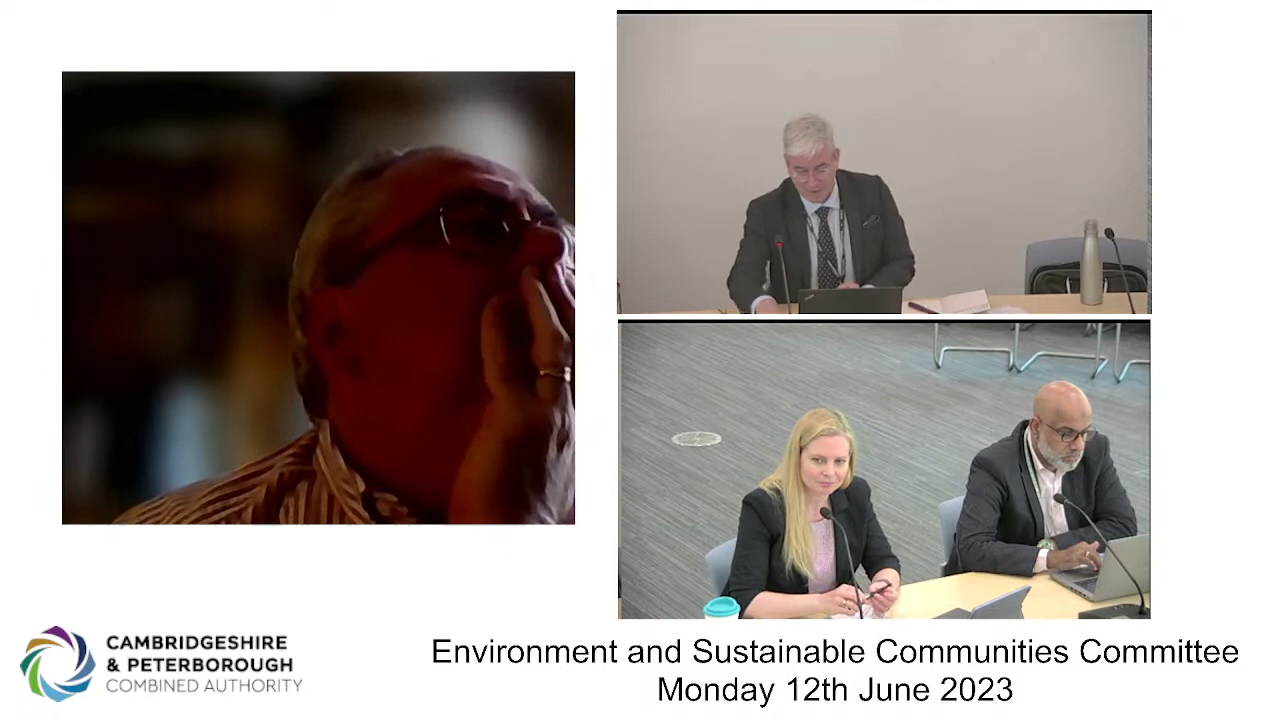 CAMBRIDGESHIRE
& PETERBOROUGH
COMBINED AUTHORITY
Environment and Sustainable Communities Committee
Monday 12th June 2023